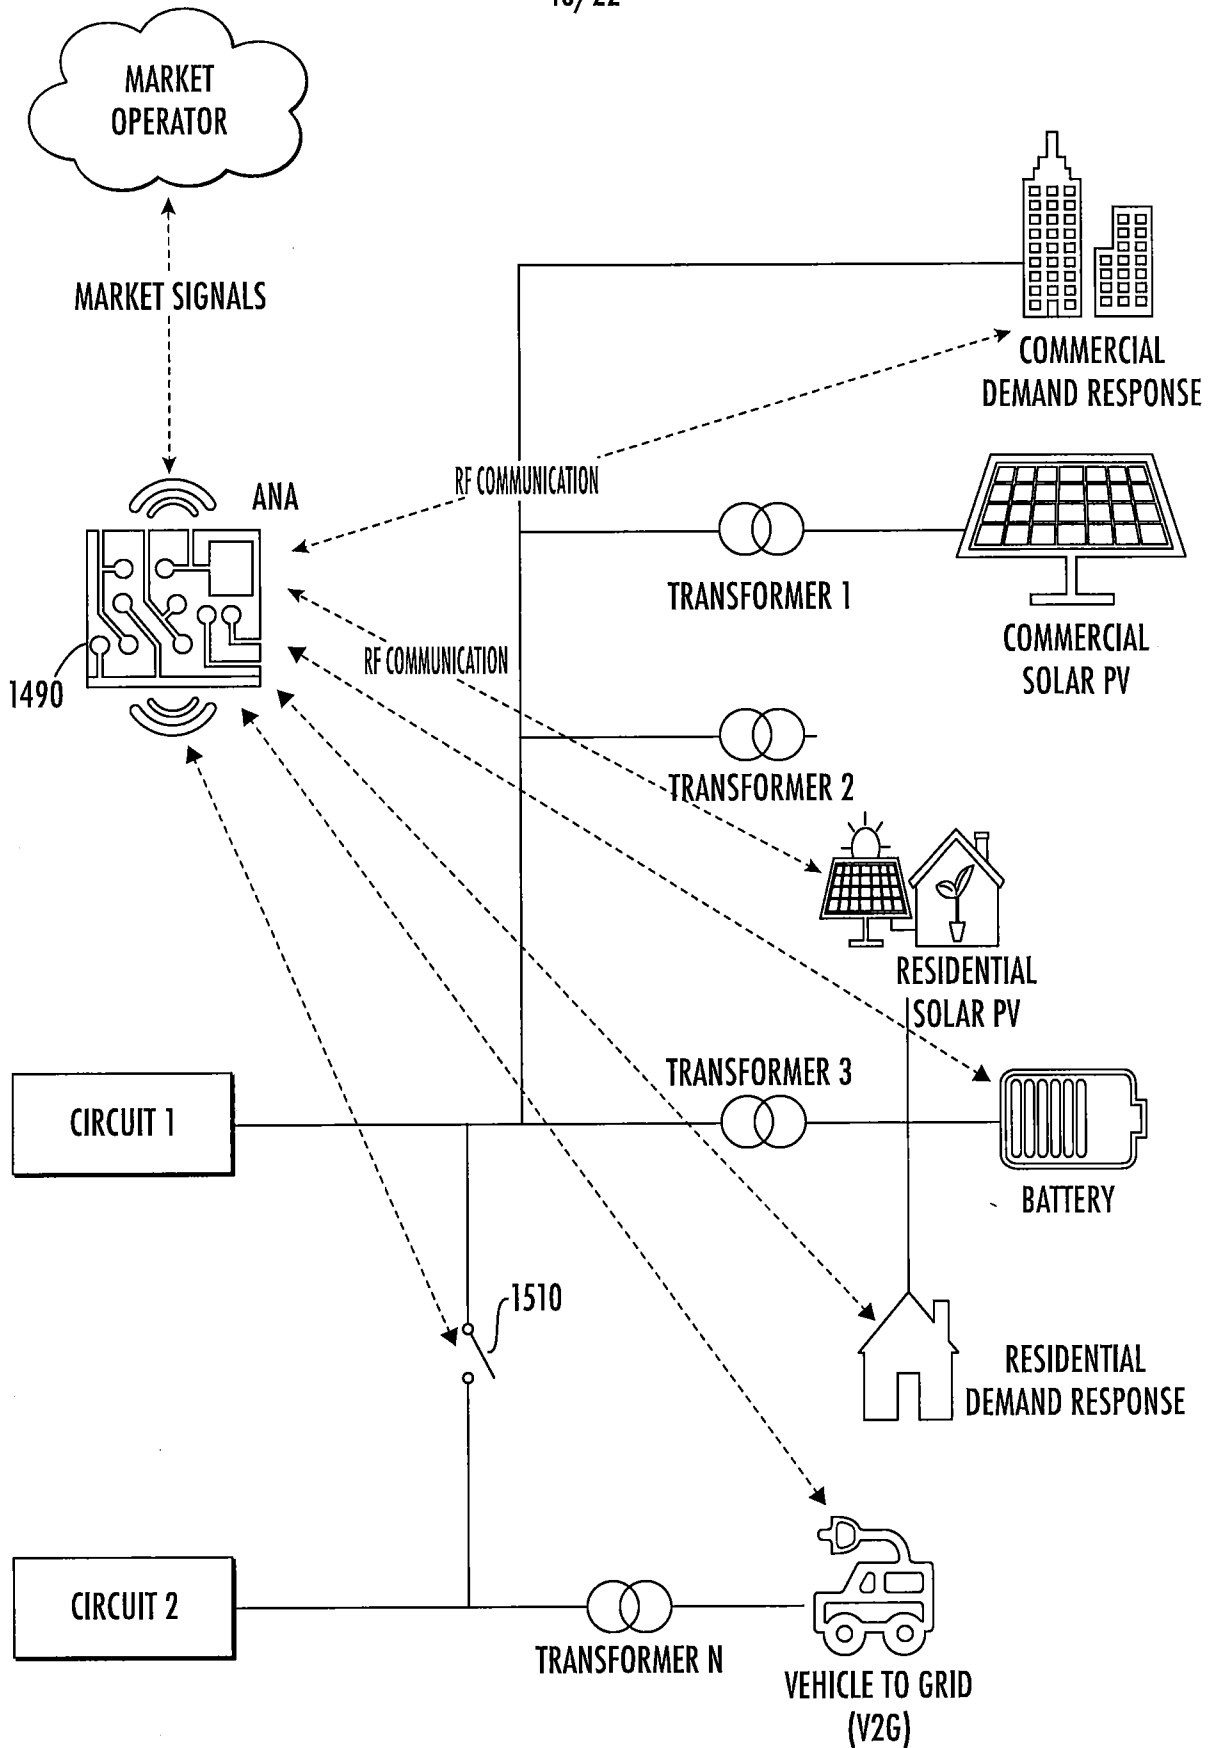 MARKET
OPERATOR
MARKET SIGNALS
COMMERCIAL
DEMAND RESPONSE
RF COMMUNICATION
ANA
TRANSFORMER 1
COMMERCIAL
SOLAR PV
RF COMMUNICATION
1490
TRANSFORMER 2
RESIDENTIAL
SOLAR PV
TRANSFORMER 3
CIRCUIT 1
BATTERY
1510
RESIDENTIAL
DEMAND RESPONSE
CIRCUIT 2
TRANSFORMER N
VEHICLE TO GRID
(V2G)